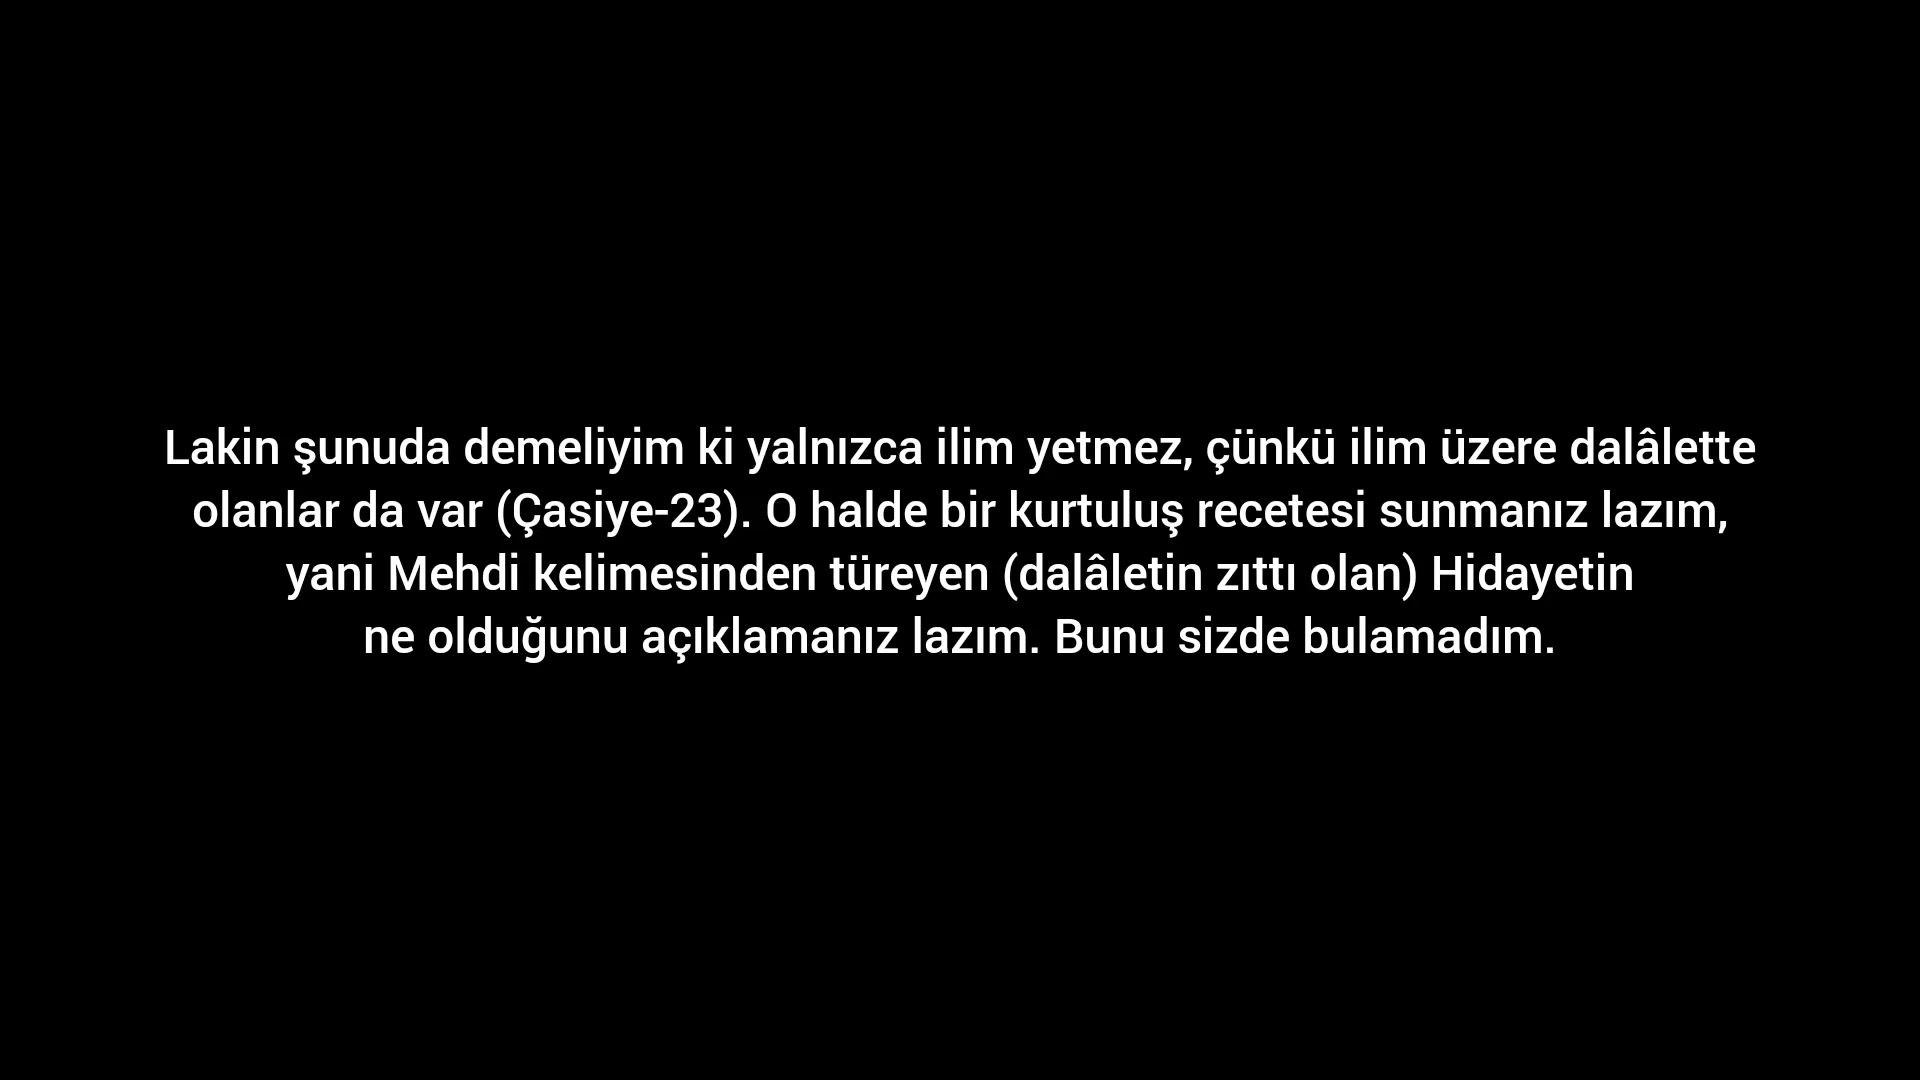 Lakin şunuda demeliyim ki yalnızca ilim yetmez, çünkü ilim üzere dalâlette
olanlar da var (Çasiye-23). O halde bir kurtuluş recetesi sunmanız lazım,
yani Mehdi kelimesinden türeyen (dalâletin zıttı olan) Hidayetin
ne olduğunu açıklamanız lazım. Bunu sizde bulamadım.